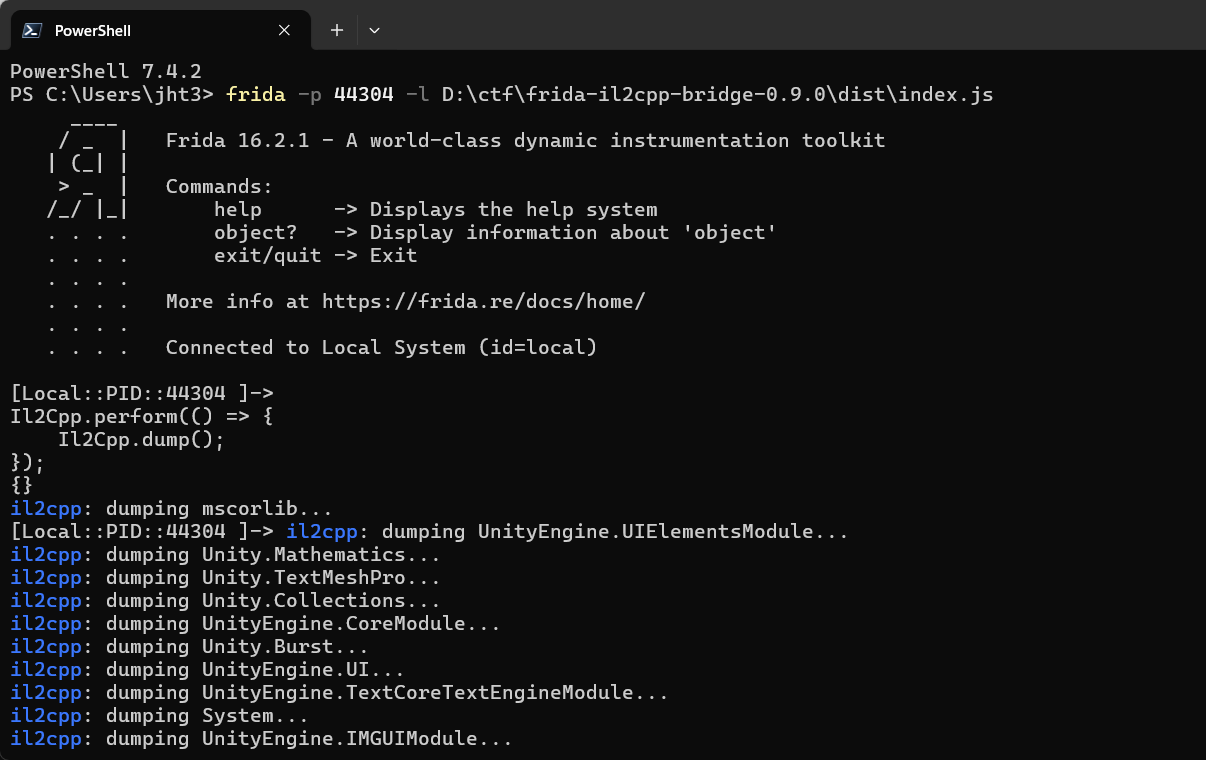 PowerShell
PowerShell 7.4.2
PS C:\Users\jht3> frida -p 44304 -l D:\ctf\frida-il2cpp-bridge-0.9.0\dist\index.js
     ____
    / _  |   Frida 16.2.1 - A world-class dynamic instrumentation toolkit
   | (_| |
    > _  |   Commands:
   /_/ |_|       help      -> Displays the help system
   . . . .       object?   -> Display information about 'object'
   . . . .       exit/quit -> Exit
   . . . .
   . . . .   More info at https://frida.re/docs/home/
   . . . .
   . . . .   Connected to Local System (id=local)
[Local::PID::44304 ]->
Il2Cpp.perform(() => {
    Il2Cpp.dump();
});
{}
il2cpp: dumping mscorlib...
[Local::PID::44304 ]-> il2cpp: dumping UnityEngine.UIElementsModule...
il2cpp: dumping Unity.Mathematics...
il2cpp: dumping Unity.TextMeshPro...
il2cpp: dumping Unity.Collections...
il2cpp: dumping UnityEngine.CoreModule...
il2cpp: dumping Unity.Burst...
il2cpp: dumping UnityEngine.UI...
il2cpp: dumping UnityEngine.TextCoreTextEngineModule...
il2cpp: dumping System...
il2cpp: dumping UnityEngine.IMGUIModule...